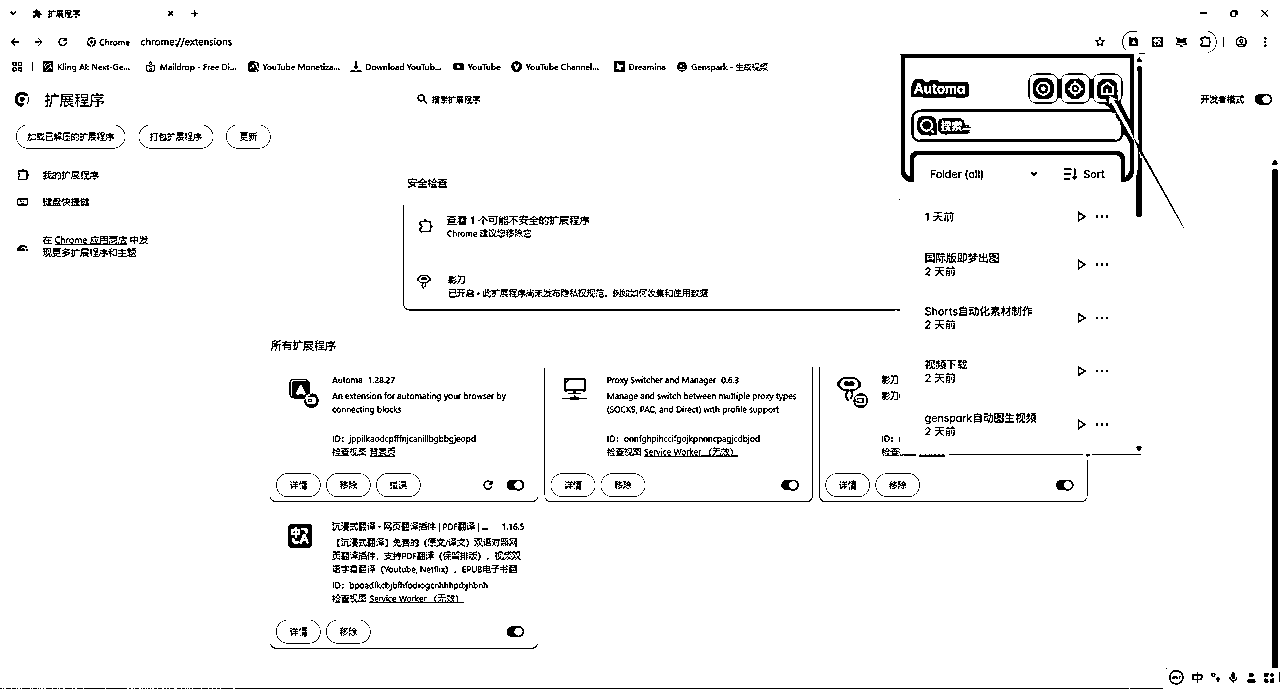 扩展程序
Chrome
chrome://extensions
Kling AI: Next-Ge...
Maildrop - Free Di...
YouTube Monetiza...
Download YouTub...
YouTube
YouTube Channel...
Dreamina
Genspark - 生成视频
扩展程序
搜索扩展程序
开发者模式
加载已解压的扩展程序
打包扩展程序
更新
我的扩展程序
键盘快捷键
在 Chrome 应用商店 中发
现更多扩展程序和主题
安全检查
查看 1 个可能不安全的扩展程序
Chrome 建议您移除它
影刀
已开启 • 此扩展程序尚未发布隐私权规范，例如如何收集和使用数据
所有扩展程序
Automa 1.28.27
An extension for automating your browser by
connecting blocks
检查视图 背景页
详情
移除
错误
Proxy Switcher and Manager 0.6.3
Manage and switch between multiple proxy types
(SOCKS, PAC, and Direct) with profile support
检查视图 Service Worker（无效）
详情
移除
影刀
影刀
ID：
详情
移除
沉浸式翻译 - 网页翻译插件 | PDF翻译 | ... 1.16.5
【沉浸式翻译】免费的（原文/译文）双语对照网
页翻译插件，支持PDF翻译（保留排版），视频双
语字幕翻译（Youtube, Netflix），EPUB电子书翻
检查视图 Service Worker（无效）
详情
移除
Automa
搜索...
Folder (all)
Sort
1 天前
国际版即梦出图
2 天前
Shorts自动化素材制作
2 天前
视频下载
2 天前
genspark自动图生视频
2 天前
中